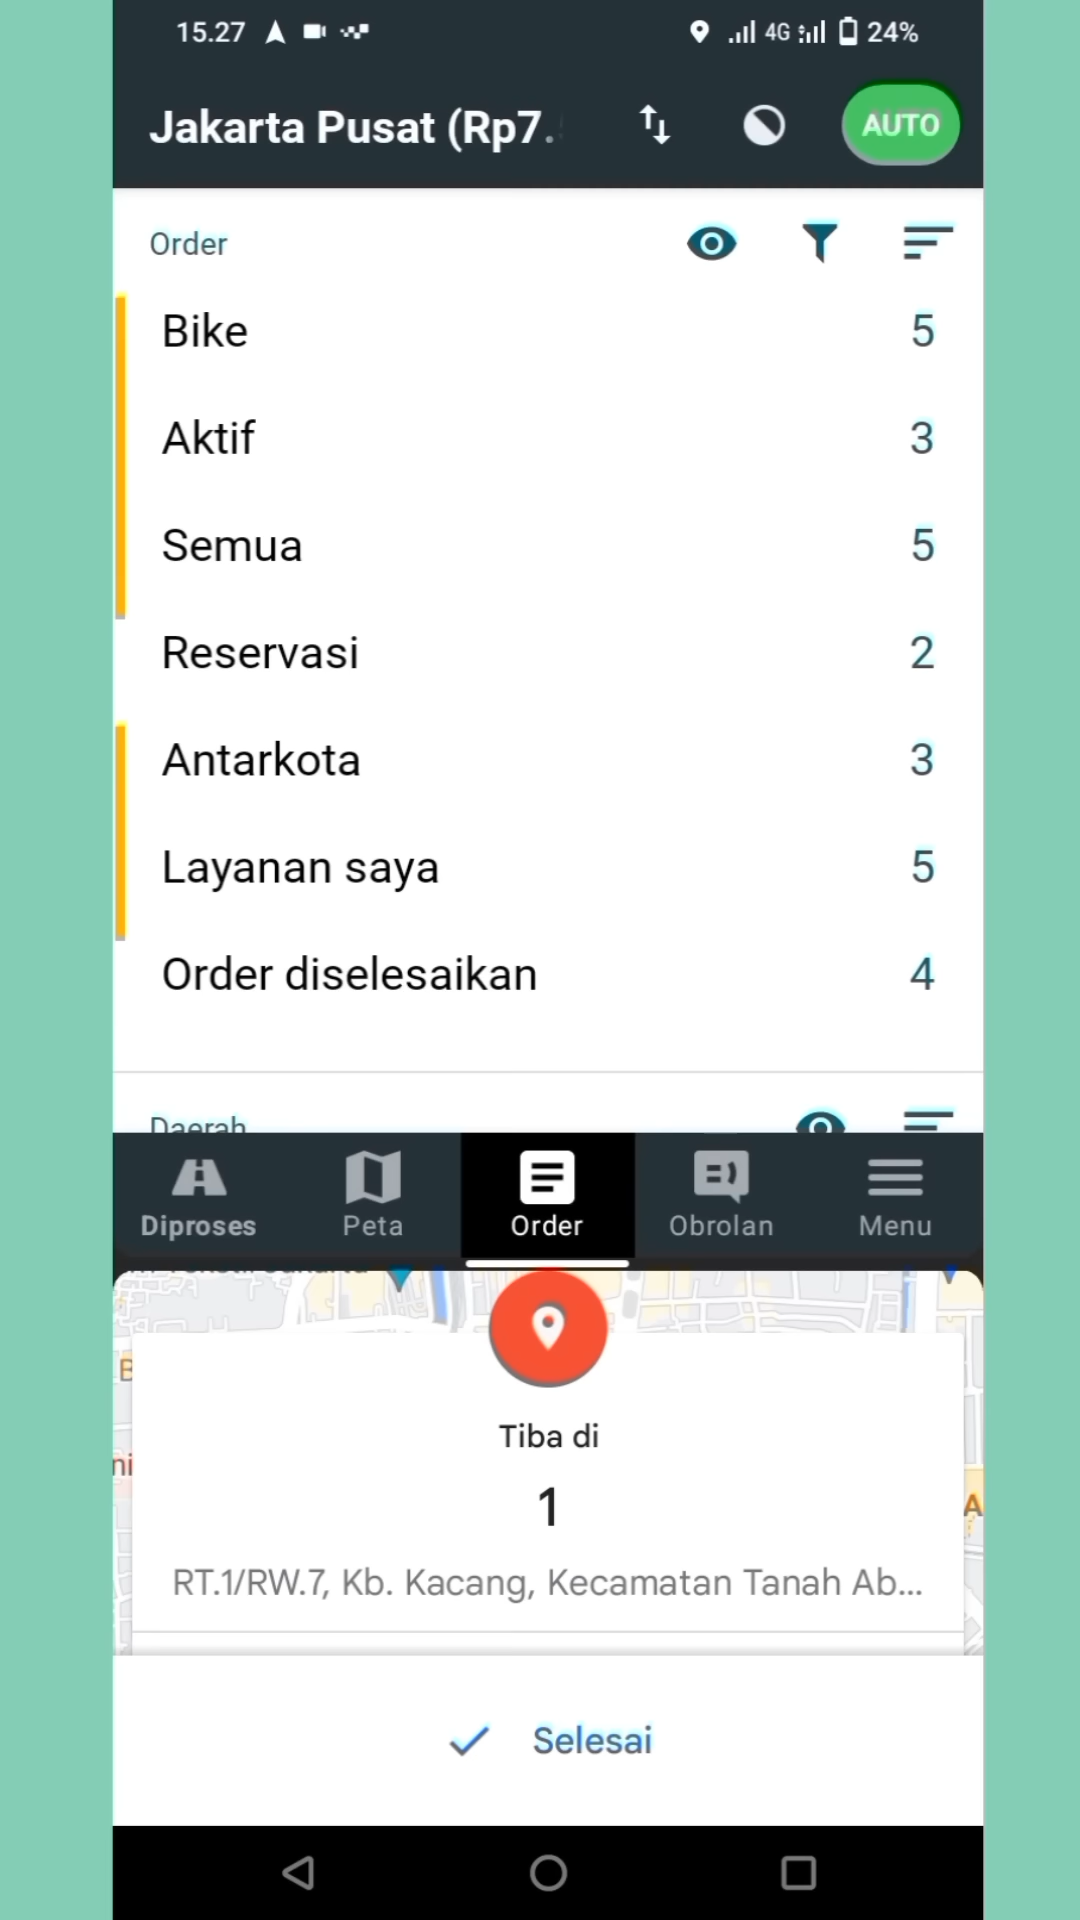 15.27
4G
24%
Jakarta Pusat (Rp7.
AUTO
Order
Bike 5
Aktif 3
Semua 5
Reservasi 2
Antarkota 3
Layanan saya 5
Order diselesaikan 4
Daerah
Diproses
Peta
Order
Obrolan
Menu
B
ni
A
Tiba di
1
RT.1/RW.7, Kb. Kacang, Kecamatan Tanah Ab...
Selesai